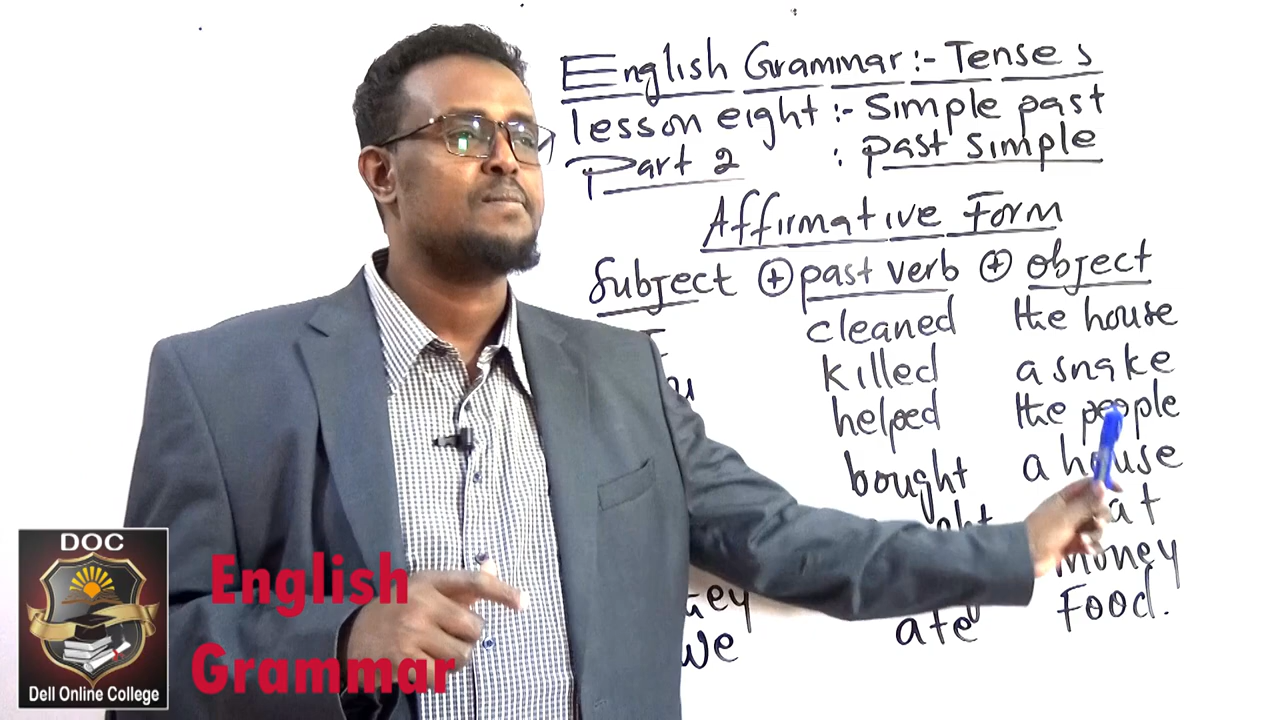 English Grammar :- Tenses
lesson eight :- Simple past
Part 2 : past simple
Affirmative Form
Subject + past verb + object
cleaned the house
killed a snake
helped the people
bought a house
money
ate Food.
we
DOC
Dell Online College
English
Grammar